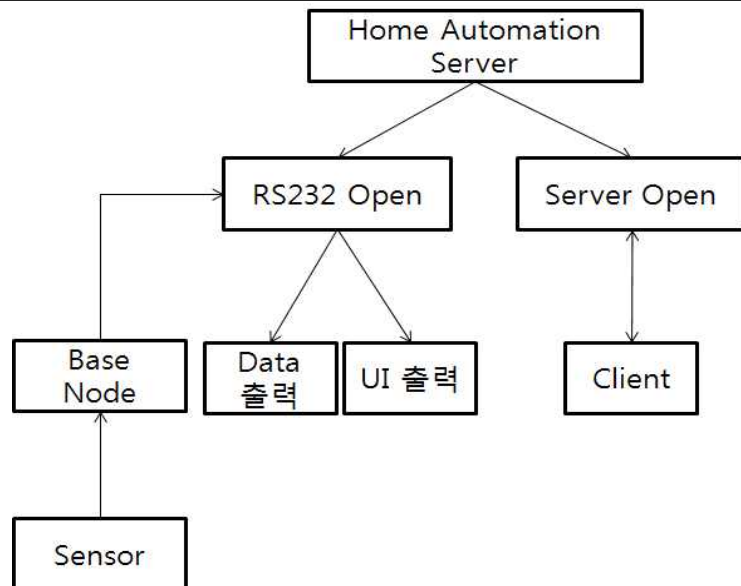 Home Automation
Server
RS232 Open
Server Open
Base
Node
Data
출력
UI 출력
Client
Sensor